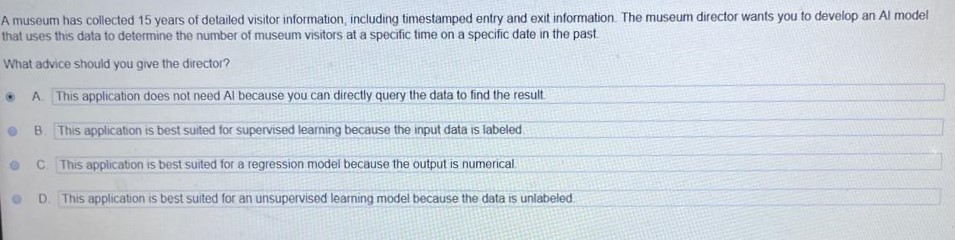 A museum has collected 15 years of detailed visitor information, including timestamped entry and exit information. The museum director wants you to develop an AI model
that uses this data to determine the number of museum visitors at a specific time on a specific date in the past.
What advice should you give the director?
A. This application does not need AI because you can directly query the data to find the result.
B. This application is best suited for supervised learning because the input data is labeled.
C. This application is best suited for a regression model because the output is numerical.
D. This application is best suited for an unsupervised learning model because the data is unlabeled.